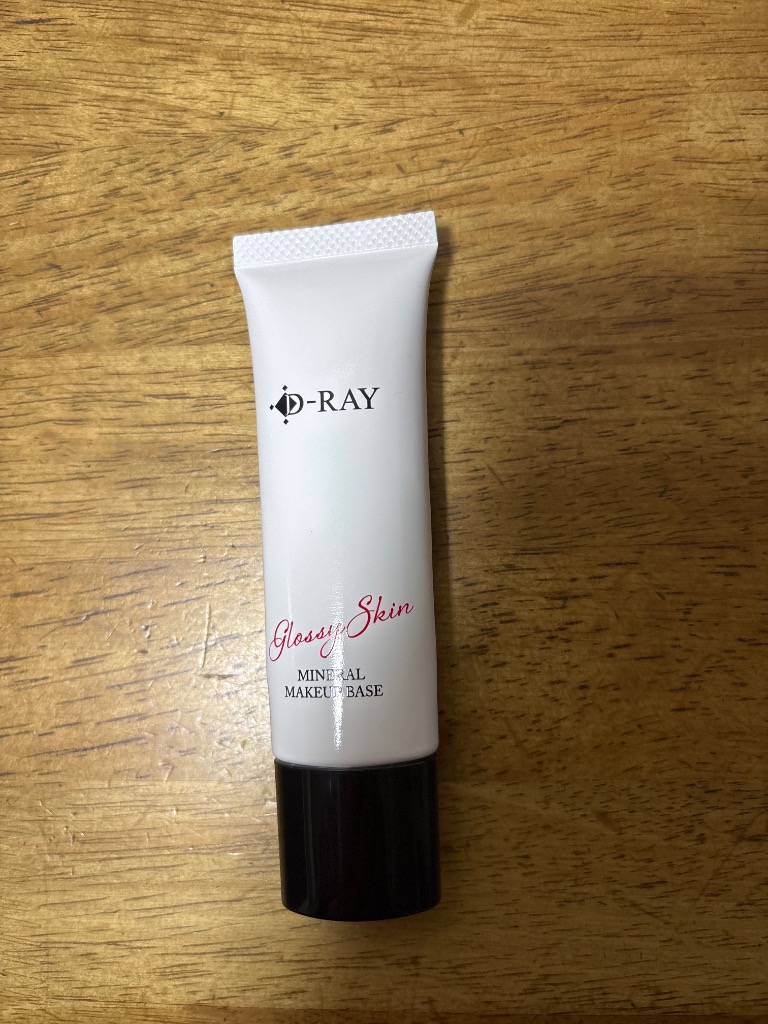 D-RAY
Glossy Skin
MINERAL
MAKEUP BASE